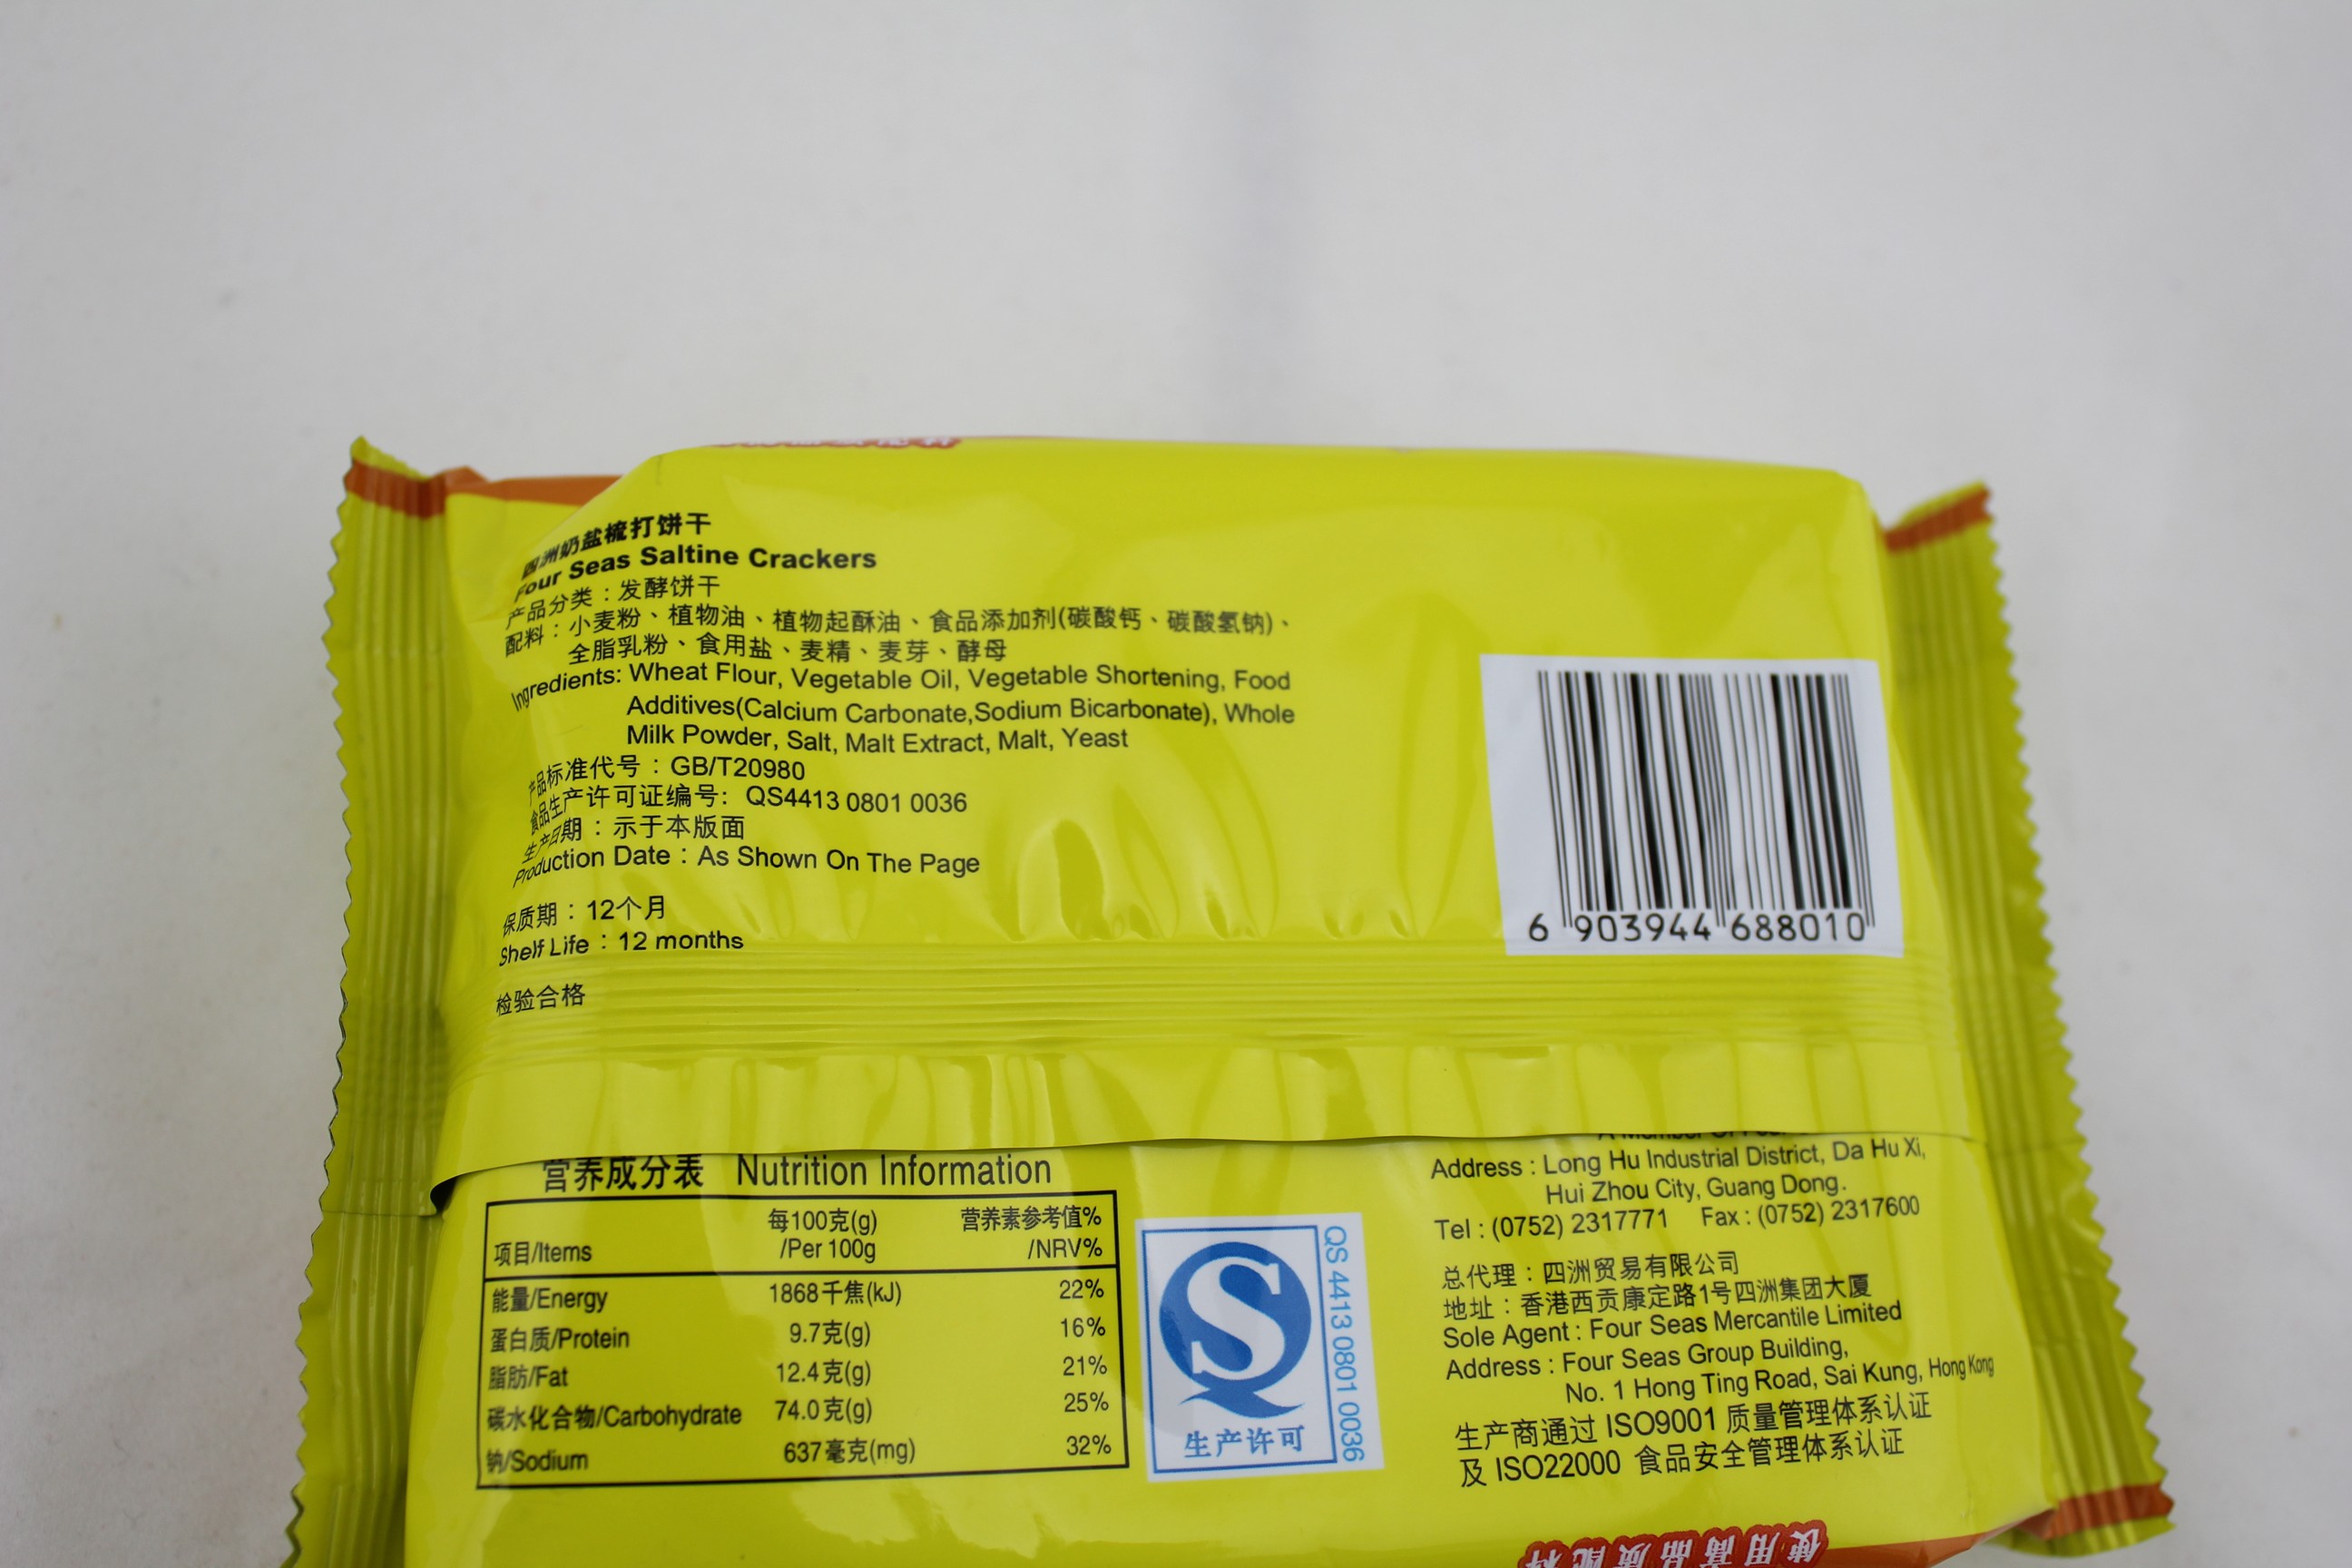 四洲奶盐梳打饼干
Four Seas Saltine Crackers
产品分类：发酵饼干
配料：小麦粉、植物油、植物起酥油、食品添加剂(碳酸钙、碳酸氢钠)、
全脂乳粉、食用盐、麦精、麦芽、酵母
Ingredients: Wheat Flour, Vegetable Oil, Vegetable Shortening, Food
Additives(Calcium Carbonate,Sodium Bicarbonate), Whole
Milk Powder, Salt, Malt Extract, Malt, Yeast
产品标准代号：GB/T20980
食品生产许可证编号: QS4413 0801 0036
生产日期：示于本版面
Production Date : As Shown On The Page
保质期：12个月
Shelf Life : 12 months
检验合格
6 903944 688010
营养成分表 Nutrition Information
项目/Items 每100克(g)/Per 100g 营养素参考值%/NRV%
能量/Energy 1868千焦(kJ) 22%
蛋白质/Protein 9.7克(g) 16%
脂肪/Fat 12.4克(g) 21%
碳水化合物/Carbohydrate 74.0克(g) 25%
钠/Sodium 637毫克(mg) 32%
QS 4413 0801 0036
生产许可
Address : Long Hu Industrial District, Da Hu Xi,
Hui Zhou City, Guang Dong.
Tel : (0752) 2317771 Fax : (0752) 2317600
总代理：四洲贸易有限公司
地址：香港西贡康定路1号四洲集团大厦
Sole Agent : Four Seas Mercantile Limited
Address : Four Seas Group Building,
No. 1 Hong Ting Road, Sai Kung, Hong Kong
生产商通过 ISO9001 质量管理体系认证
及 ISO22000 食品安全管理体系认证
使用高品质配料